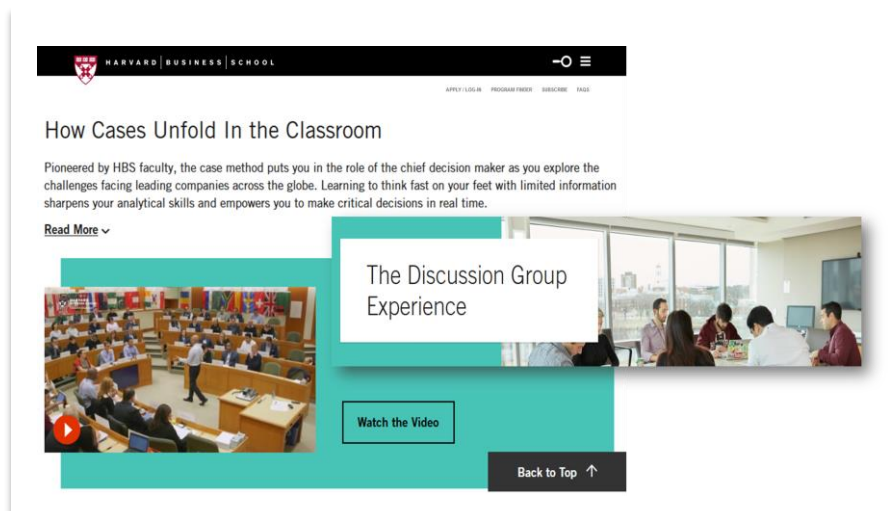 HARVARD|BUSINESS|SCHOOL
APPLY / LOG IN PROGRAM FINDER SUBSCRIBE FAQS
How Cases Unfold In the Classroom
Pioneered by HBS faculty, the case method puts you in the role of the chief decision maker as you explore the
challenges facing leading companies across the globe. Learning to think fast on your feet with limited information
sharpens your analytical skills and empowers you to make critical decisions in real time.
Read More
The Discussion Group
Experience
Watch the Video
Back to Top ↑